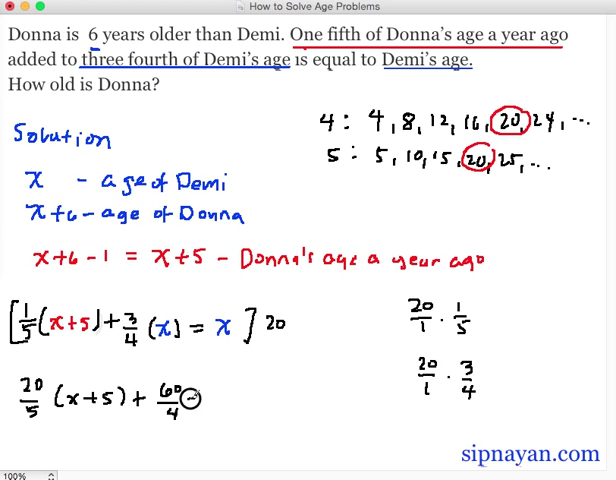 How to Solve Age Problems
Donna is 6 years older than Demi. One fifth of Donna's age a year ago
added to three fourth of Demi's age is equal to Demi's age.
How old is Donna?
Solution
4 : 4, 8, 12, 16, 20, 24, ...
5 : 5, 10, 15, 20, 25, ...
x - age of Demi
x+6 - age of Donna
x+6-1 = x+5 - Donna's age a year ago
[1/5 (x+5) + 3/4 (x) = x] 20
20/1 · 1/5
20/1 · 3/4
20/5 (x+5) + 60/4
sipnayan.com
100%